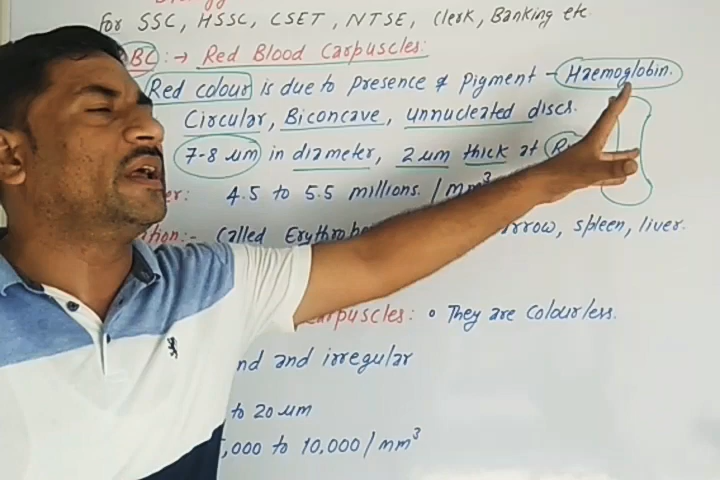 For SSC, HSSC, CSET, NTSE, Clerk, Banking etc.
BC :→ Red Blood Carpuscles:
Red colour is due to presence of Pigment - Haemoglobin.
Circular, Biconcave, unnucleated discs.
7-8 um in diameter, 2 um thick at
4.5 to 5.5 millions. /mm³
Called spleen, liver.
They are colourless.
nd and irregular
to 20 um
,000 to 10,000/mm³